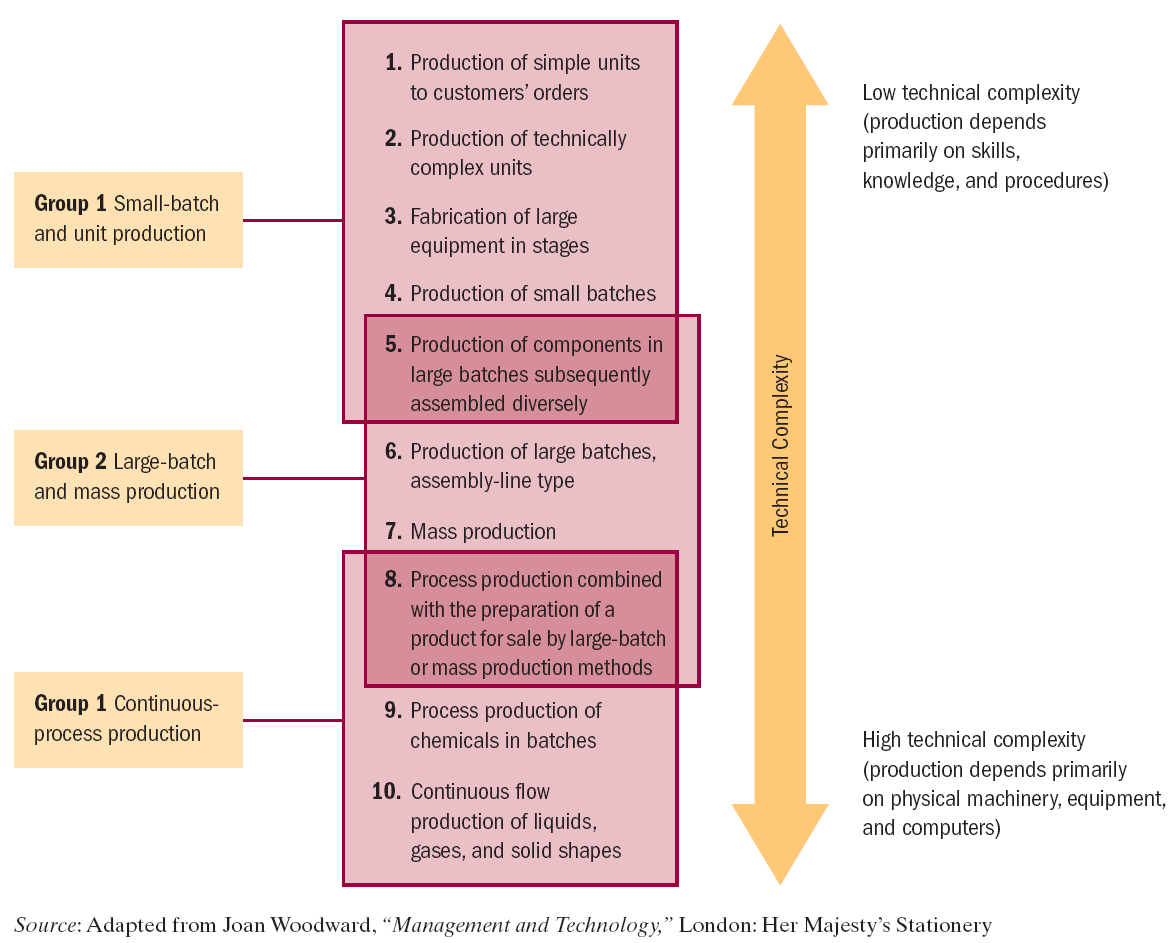 Group 1 Small-batch
and unit production
Group 2 Large-batch
and mass production
Group 1 Continuous-
process production
1. Production of simple units
to customers’ orders
2. Production of technically
complex units
3. Fabrication of large
equipment in stages
4. Production of small batches
5. Production of components in
large batches subsequently
assembled diversely
6. Production of large batches,
assembly-line type
7. Mass production
8. Process production combined
with the preparation of a
product for sale by large-batch
or mass production methods
9. Process production of
chemicals in batches
10. Continuous flow
production of liquids,
gases, and solid shapes
Technical Complexity
Low technical complexity
(production depends
primarily on skills,
knowledge, and procedures)
High technical complexity
(production depends primarily
on physical machinery, equipment,
and computers)
Source: Adapted from Joan Woodward, “Management and Technology,” London: Her Majesty’s Stationery